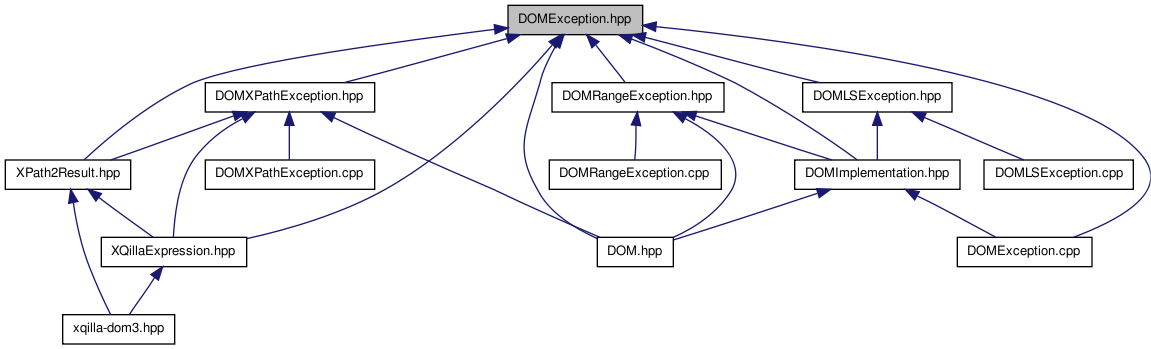 DOMException.hpp
DOMXPathException.hpp
DOMRangeException.hpp
DOMLSException.hpp
XPath2Result.hpp
DOMXPathException.cpp
DOMRangeException.cpp
DOMImplementation.hpp
DOMLSException.cpp
XQillaExpression.hpp
DOM.hpp
DOMException.cpp
xqilla-dom3.hpp